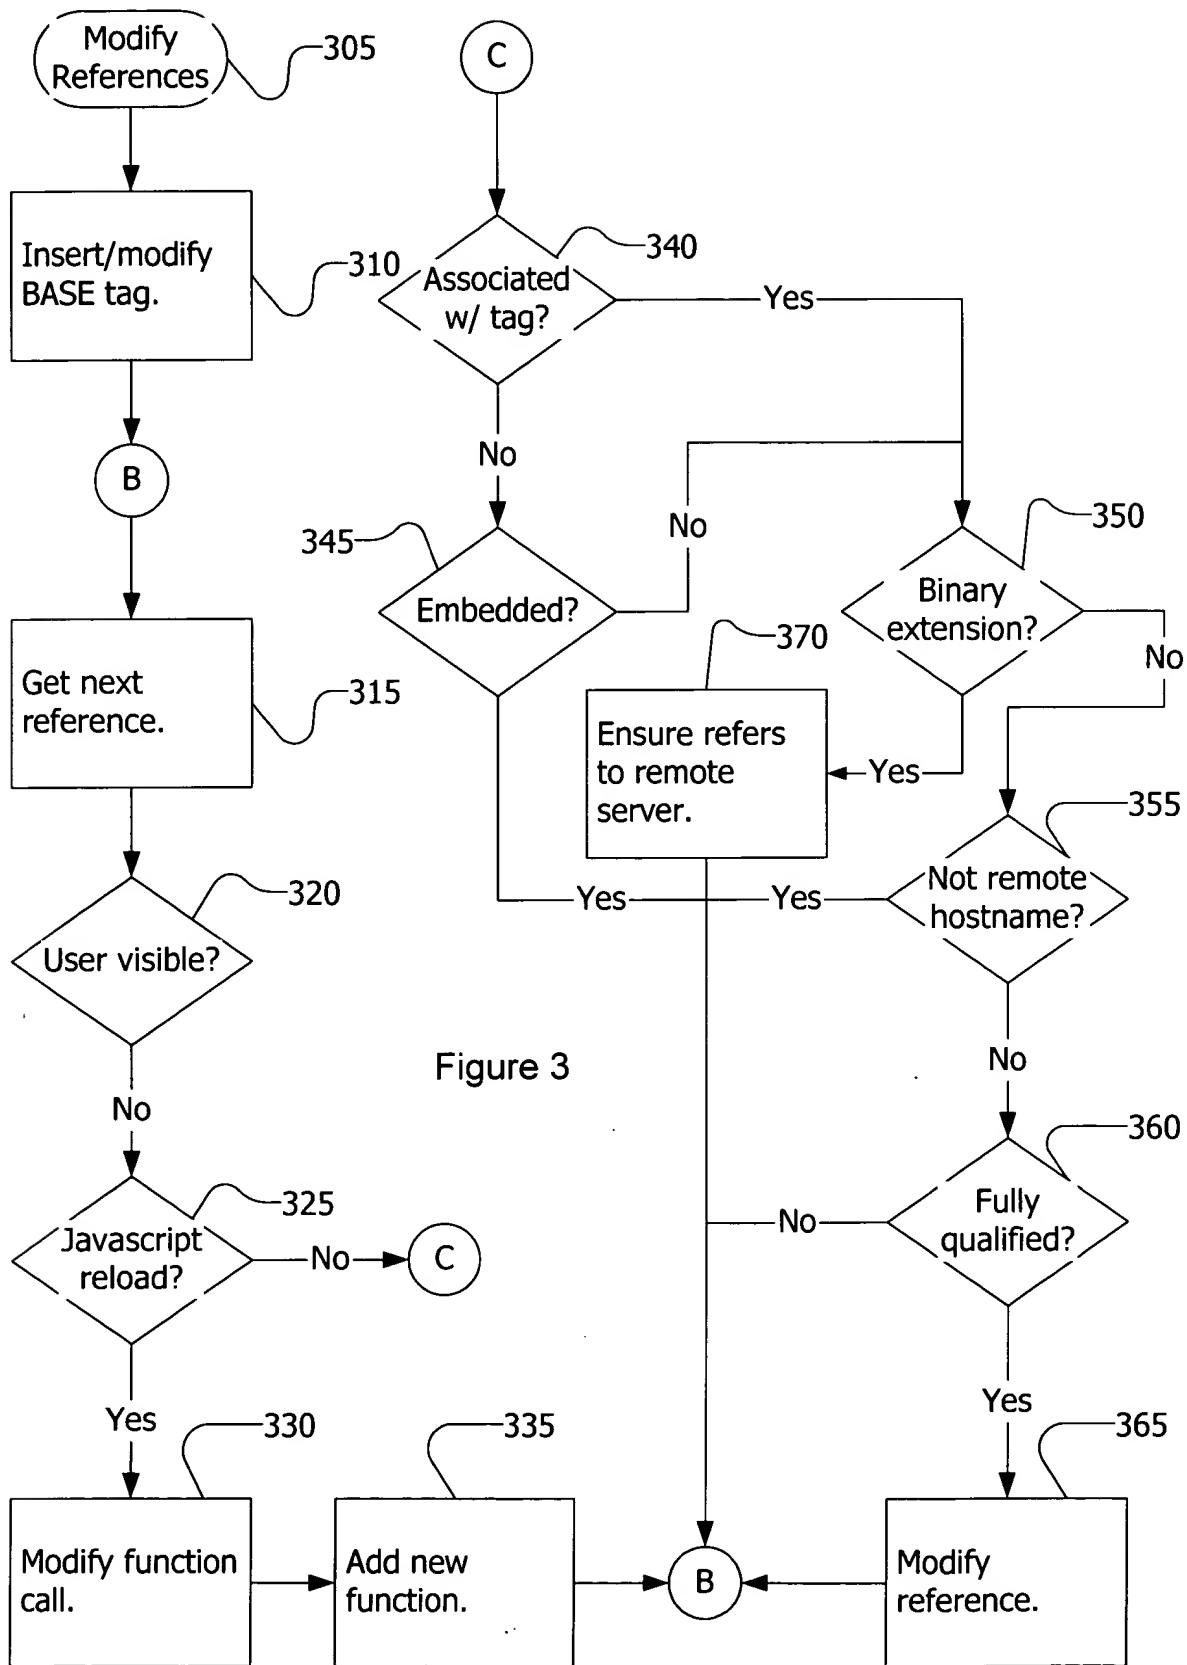 Modify
References
305
Insert/modify
BASE tag.
310
B
Get next
reference.
315
User visible?
320
No
Javascript
reload?
325
No
C
Yes
Modify function
call.
330
Add new
function.
335
B
C
Associated
w/ tag?
340
Yes
No
Embedded?
345
No
Yes
Binary
extension?
350
No
Yes
Ensure refers
to remote
server.
370
Not remote
hostname?
355
Yes
No
Fully
qualified?
360
No
Yes
Modify
reference.
365
Figure 3